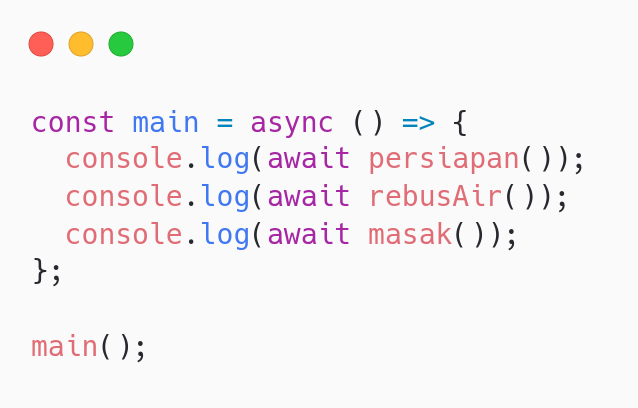 const main = async () => {
  console.log(await persiapan());
  console.log(await rebusAir());
  console.log(await masak());
};

main();